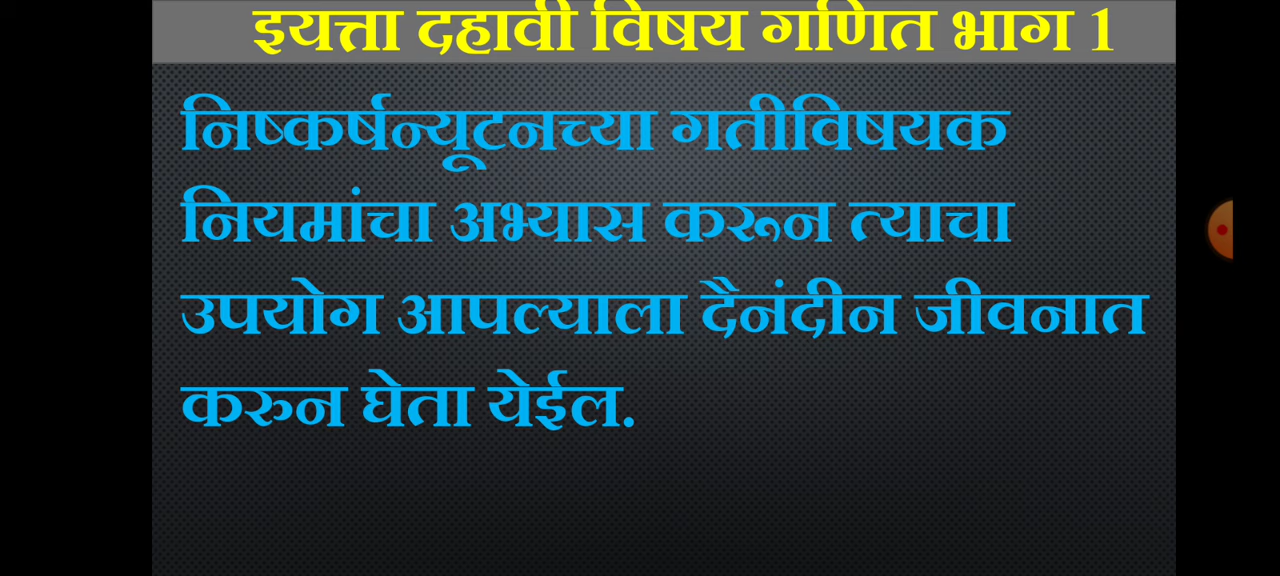 इयत्ता दहावी विषय गणित भाग 1
निष्कर्षन्यूटनच्या गतीविषयक
नियमांचा अभ्यास करून त्याचा
उपयोग आपल्याला दैनंदीन जीवनात
करुन घेता येईल.